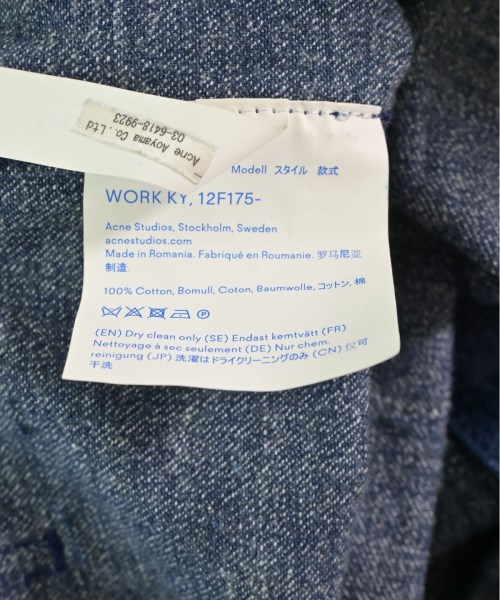 Acne Aoyama Co., Ltd
03-6418-9923
Modell スタイル 款式
WORK KY, 12F175-
Acne Studios, Stockholm, Sweden
acnestudios.com
Made in Romania. Fabriqué en Roumanie. 罗马尼亚
制造.
100% Cotton, Bomull, Coton, Baumwolle, コットン, 棉
P
(EN) Dry clean only (SE) Endast kemtvätt (FR)
Nettoyage à sec seulement (DE) Nur chem.
reinigung (JP) 洗濯はドライクリーニングのみ (CN) 仅可
干洗